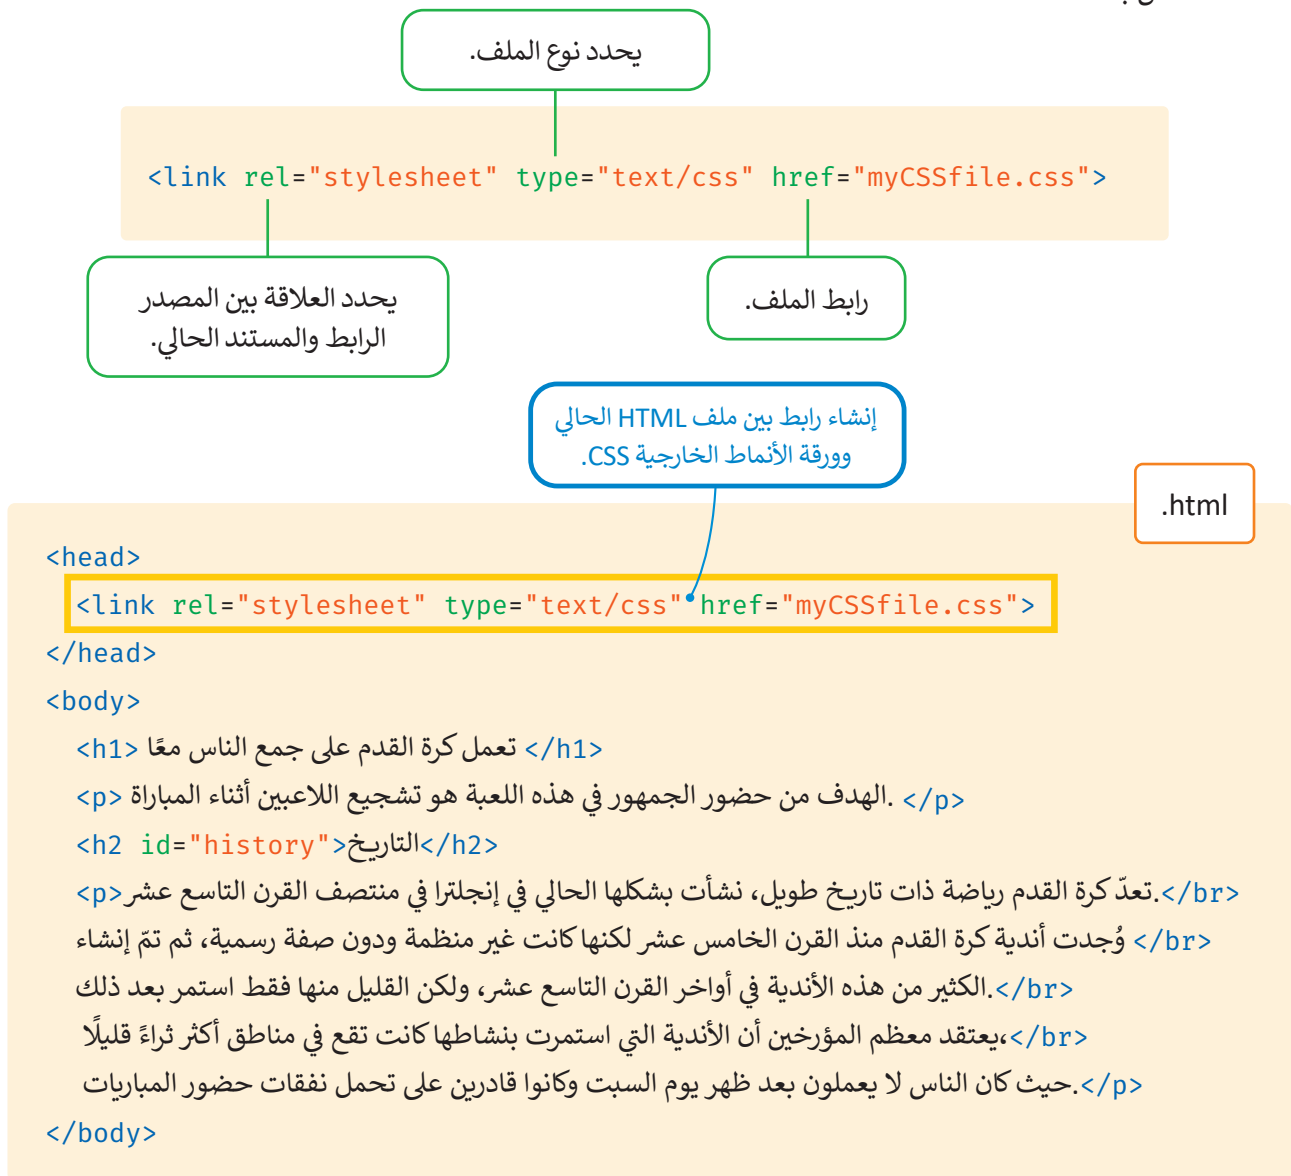 يحدد نوع الملف.
<link rel="stylesheet" type="text/css" href="myCSSfile.css">
يحدد العلاقة بين المصدر
الرابط والمستند الحالي.
رابط الملف.
إنشاء رابط بين ملف HTML الحالي
وورقة الأنماط الخارجية CSS.
.html
<head>
<link rel="stylesheet" type="text/css" href="myCSSfile.css">
</head>
<body>
<h1> تعمل كرة القدم على جمع الناس معًا </h1>
<p> الهدف من حضور الجمهور في هذه اللعبة هو تشجيع اللاعبين أثناء المباراة. </p>
<h2 id="history">التاريخ</h2>
<p>تعدّ كرة القدم رياضة ذات تاريخ طويل، نشأت بشكلها الحالي في إنجلترا في منتصف القرن التاسع عشر.</br>
وُجدت أندية كرة القدم منذ القرن الخامس عشر لكنها كانت غير منظمة ودون صفة رسمية، ثم تمّ إنشاء </br>
الكثير من هذه الأندية في أواخر القرن التاسع عشر، ولكن القليل منها فقط استمر بعد ذلك.</br>
يعتقد معظم المؤرخين أن الأندية التي استمرت بنشاطها كانت تقع في مناطق أكثر ثراءً قليلًا،</br>
حيث كان الناس لا يعملون بعد ظهر يوم السبت وكانوا قادرين على تحمل نفقات حضور المباريات.</p>
</body>